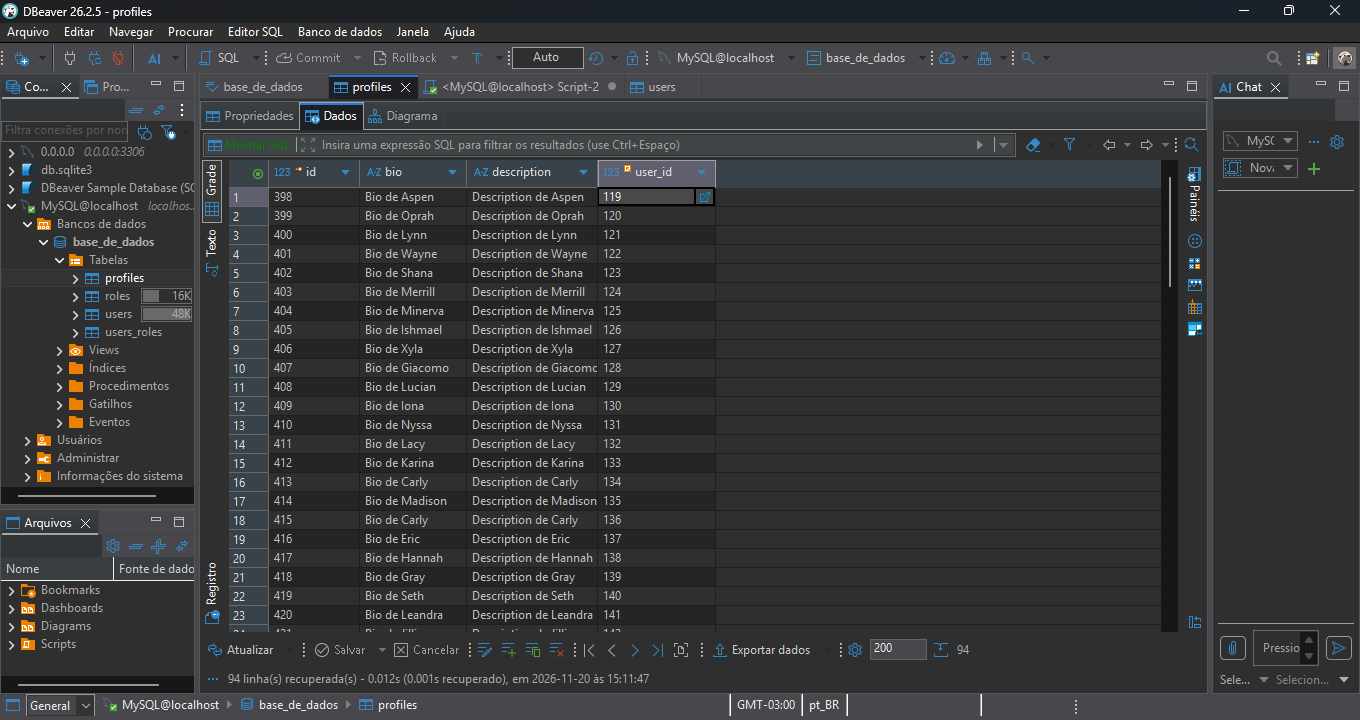 DBeaver 26.2.5 - profiles
Arquivo Editar Navegar Procurar Editor SQL Banco de dados Janela Ajuda
AI SQL Commit Rollback T Auto MySQL@localhost base_de_dados
Co... Pro...
Filtra conexões por nom
0.0.0.0 0.0.0.0:3306
db.sqlite3
DBeaver Sample Database (SQ
MySQL@localhost localhos...
Bancos de dados
base_de_dados
Tabelas
profiles
roles 16K
users 48K
users_roles
Views
Índices
Procedimentos
Gatilhos
Eventos
Usuários
Administrar
Informações do sistema
Arquivos
Nome Fonte de dado
Bookmarks
Dashboards
Diagrams
Scripts
base_de_dados profiles <MySQL@localhost> Script-2 users
Propriedades Dados Diagrama
Mostrar SQL Insira uma expressão SQL para filtrar os resultados (use Ctrl+Espaço)
Grade
Texto
Registro
123 id A-Z bio A-Z description 123 user_id
1 398 Bio de Aspen Description de Aspen 119
2 399 Bio de Oprah Description de Oprah 120
3 400 Bio de Lynn Description de Lynn 121
4 401 Bio de Wayne Description de Wayne 122
5 402 Bio de Shana Description de Shana 123
6 403 Bio de Merrill Description de Merrill 124
7 404 Bio de Minerva Description de Minerva 125
8 405 Bio de Ishmael Description de Ishmael 126
9 406 Bio de Xyla Description de Xyla 127
10 407 Bio de Giacomo Description de Giacomo 128
11 408 Bio de Lucian Description de Lucian 129
12 409 Bio de Iona Description de Iona 130
13 410 Bio de Nyssa Description de Nyssa 131
14 411 Bio de Lacy Description de Lacy 132
15 412 Bio de Karina Description de Karina 133
16 413 Bio de Carly Description de Carly 134
17 414 Bio de Madison Description de Madison 135
18 415 Bio de Carly Description de Carly 136
19 416 Bio de Eric Description de Eric 137
20 417 Bio de Hannah Description de Hannah 138
21 418 Bio de Gray Description de Gray 139
22 419 Bio de Seth Description de Seth 140
23 420 Bio de Leandra Description de Leandra 141
Painéis
Atualizar Salvar Cancelar Exportar dados 200 94
94 linha(s) recuperada(s) - 0.012s (0.001s recuperado), em 2026-11-20 às 15:11:47
AI Chat
MySC
Nova
Pressio
Sele... Selecion...
General MySQL@localhost base_de_dados profiles GMT-03:00 pt_BR